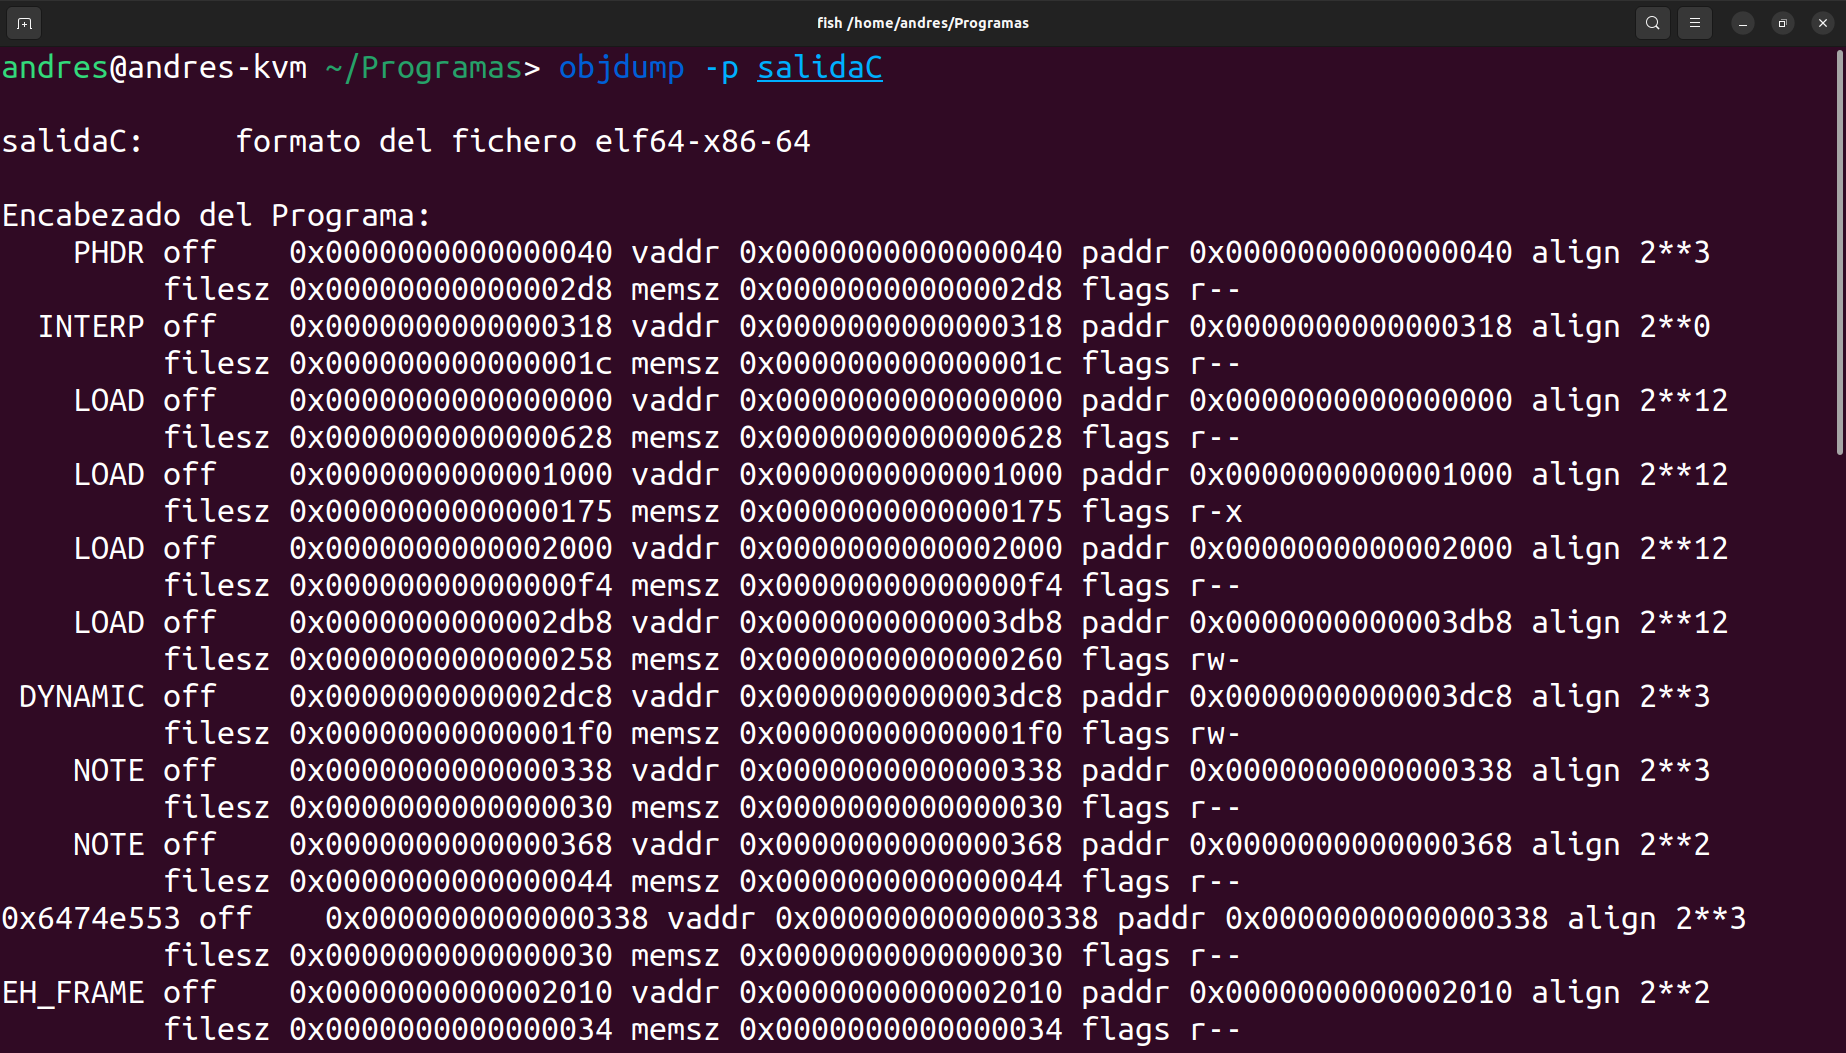 fish /home/andres/Programas
andres@andres-kvm ~/Programas> objdump -p salidaC
salidaC:     formato del fichero elf64-x86-64
Encabezado del Programa:
    PHDR off    0x0000000000000040 vaddr 0x0000000000000040 paddr 0x0000000000000040 align 2**3
         filesz 0x00000000000002d8 memsz 0x00000000000002d8 flags r--
  INTERP off    0x0000000000000318 vaddr 0x0000000000000318 paddr 0x0000000000000318 align 2**0
         filesz 0x000000000000001c memsz 0x000000000000001c flags r--
    LOAD off    0x0000000000000000 vaddr 0x0000000000000000 paddr 0x0000000000000000 align 2**12
         filesz 0x0000000000000628 memsz 0x0000000000000628 flags r--
    LOAD off    0x0000000000001000 vaddr 0x0000000000001000 paddr 0x0000000000001000 align 2**12
         filesz 0x0000000000000175 memsz 0x0000000000000175 flags r-x
    LOAD off    0x0000000000002000 vaddr 0x0000000000002000 paddr 0x0000000000002000 align 2**12
         filesz 0x00000000000000f4 memsz 0x00000000000000f4 flags r--
    LOAD off    0x0000000000002db8 vaddr 0x0000000000003db8 paddr 0x0000000000003db8 align 2**12
         filesz 0x0000000000000258 memsz 0x0000000000000260 flags rw-
 DYNAMIC off    0x0000000000002dc8 vaddr 0x0000000000003dc8 paddr 0x0000000000003dc8 align 2**3
         filesz 0x00000000000001f0 memsz 0x00000000000001f0 flags rw-
    NOTE off    0x0000000000000338 vaddr 0x0000000000000338 paddr 0x0000000000000338 align 2**3
         filesz 0x0000000000000030 memsz 0x0000000000000030 flags r--
    NOTE off    0x0000000000000368 vaddr 0x0000000000000368 paddr 0x0000000000000368 align 2**2
         filesz 0x0000000000000044 memsz 0x0000000000000044 flags r--
0x6474e553 off    0x0000000000000338 vaddr 0x0000000000000338 paddr 0x0000000000000338 align 2**3
         filesz 0x0000000000000030 memsz 0x0000000000000030 flags r--
EH_FRAME off    0x0000000000002010 vaddr 0x0000000000002010 paddr 0x0000000000002010 align 2**2
         filesz 0x0000000000000034 memsz 0x0000000000000034 flags r--